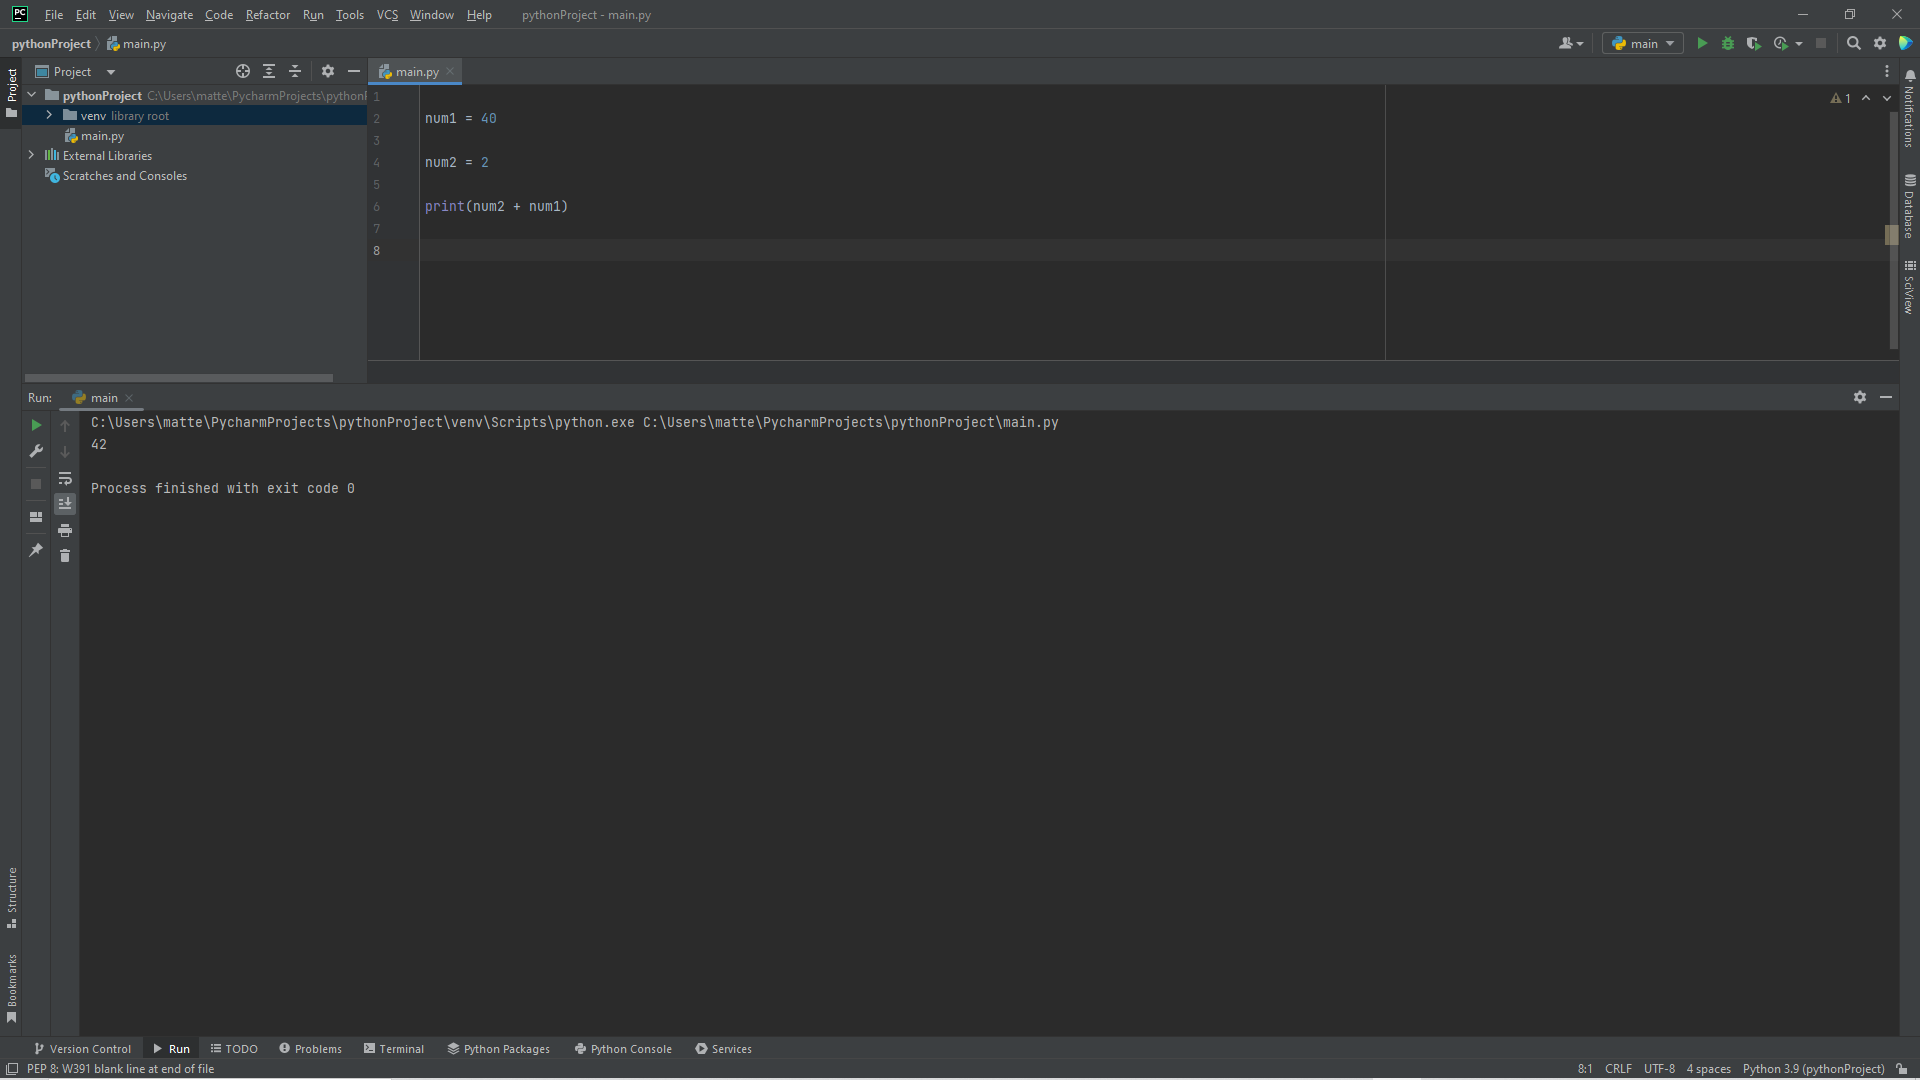 PC File Edit View Navigate Code Refactor Run Tools VCS Window Help pythonProject - main.py
pythonProject main.py main
Project Project main.py
pythonProject C:\Users\matte\PycharmProjects\python
venv library root
main.py
External Libraries
Scratches and Consoles
1
2 num1 = 40
3
4 num2 = 2
5
6 print(num2 + num1)
7
8
1
Notifications
Database
SciView
Run: main
C:\Users\matte\PycharmProjects\pythonProject\venv\Scripts\python.exe C:\Users\matte\PycharmProjects\pythonProject\main.py
42
Process finished with exit code 0
Structure
Bookmarks
Version Control Run TODO Problems Terminal Python Packages Python Console Services
PEP 8: W391 blank line at end of file 8:1 CRLF UTF-8 4 spaces Python 3.9 (pythonProject)